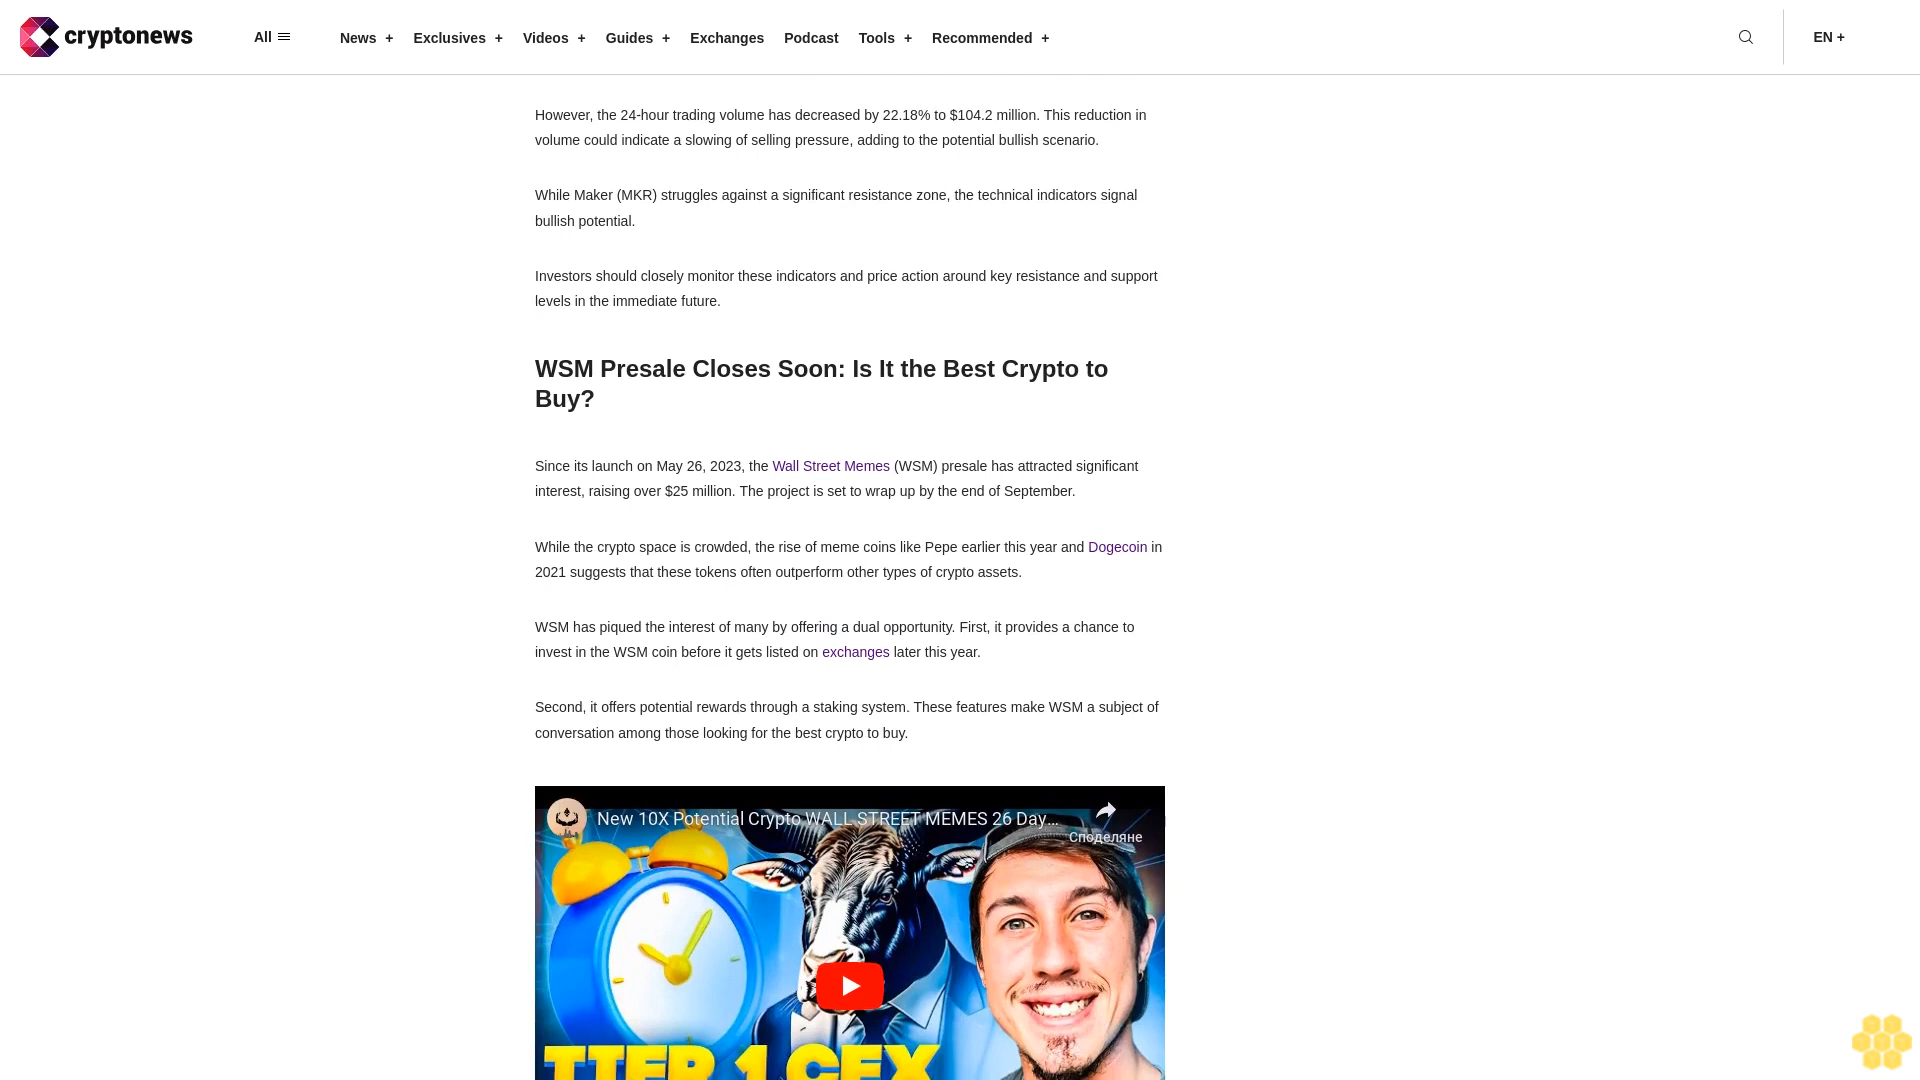 cryptonews
All
News + Exclusives + Videos + Guides + Exchanges Podcast Tools + Recommended +
EN +
However, the 24-hour trading volume has decreased by 22.18% to $104.2 million. This reduction in
volume could indicate a slowing of selling pressure, adding to the potential bullish scenario.
While Maker (MKR) struggles against a significant resistance zone, the technical indicators signal
bullish potential.
Investors should closely monitor these indicators and price action around key resistance and support
levels in the immediate future.
WSM Presale Closes Soon: Is It the Best Crypto to
Buy?
Since its launch on May 26, 2023, the Wall Street Memes (WSM) presale has attracted significant
interest, raising over $25 million. The project is set to wrap up by the end of September.
While the crypto space is crowded, the rise of meme coins like Pepe earlier this year and Dogecoin in
2021 suggests that these tokens often outperform other types of crypto assets.
WSM has piqued the interest of many by offering a dual opportunity. First, it provides a chance to
invest in the WSM coin before it gets listed on exchanges later this year.
Second, it offers potential rewards through a staking system. These features make WSM a subject of
conversation among those looking for the best crypto to buy.
New 10X Potential Crypto WALL STREET MEMES 26 Day...
Споделяне
TIER 1 CEX